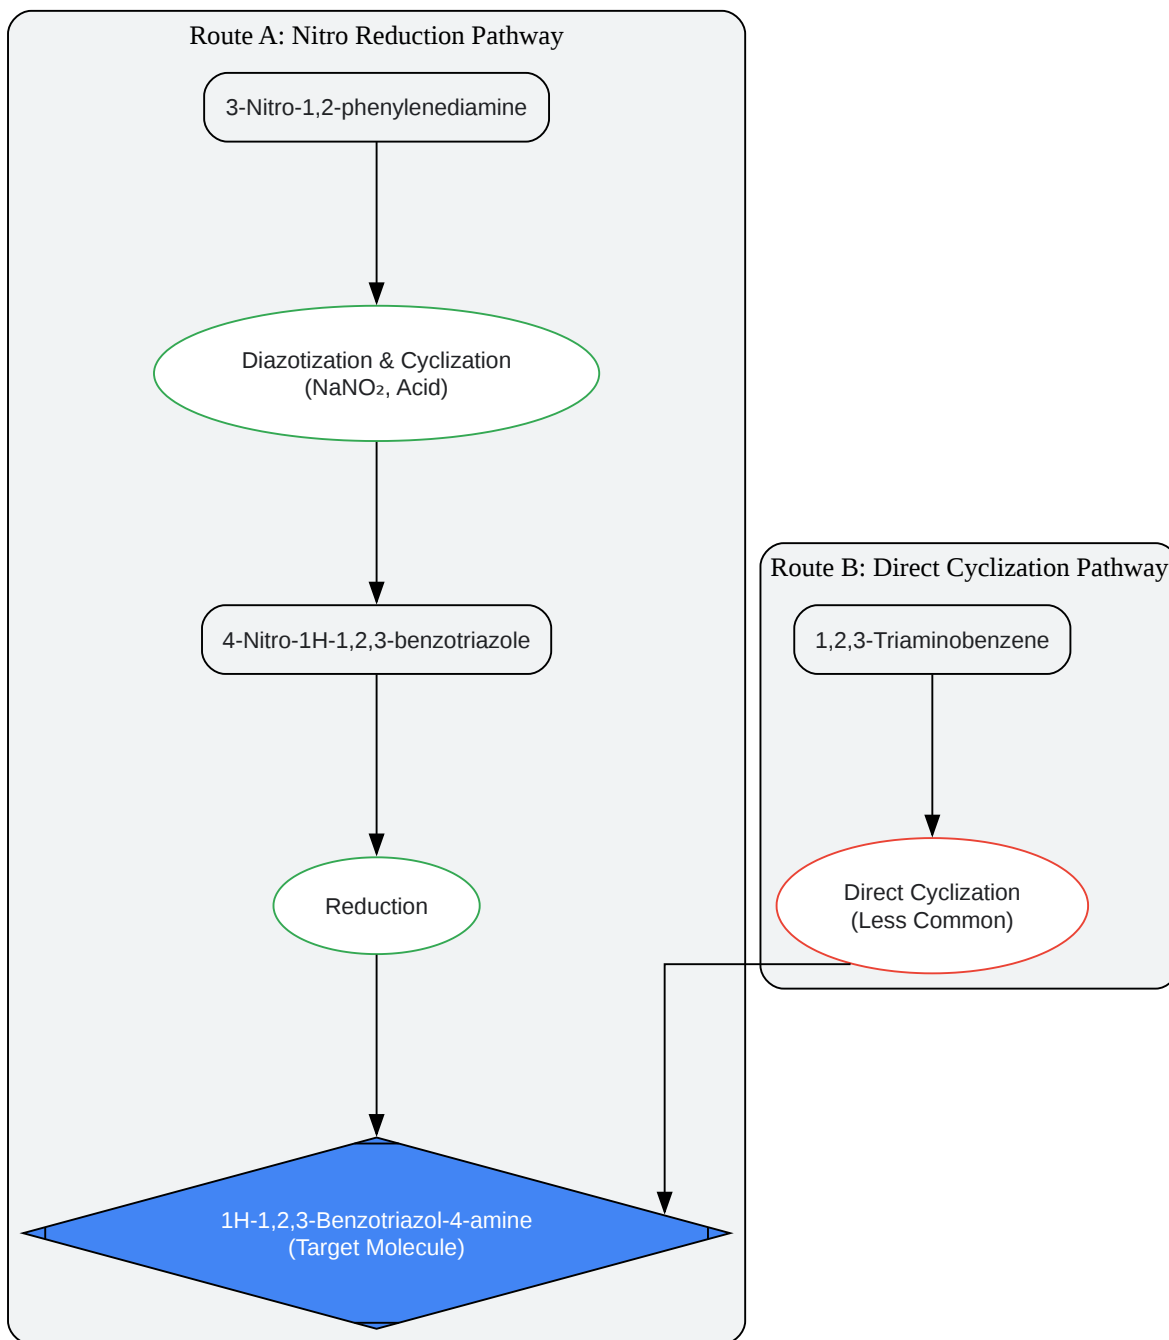 Route A: Nitro Reduction Pathway
3-Nitro-1,2-phenylenediamine
Diazotization & Cyclization
(NaNO₂, Acid)
4-Nitro-1H-1,2,3-benzotriazole
Reduction
Route B: Direct Cyclization Pathway
1,2,3-Triaminobenzene
Direct Cyclization
(Less Common)
1H-1,2,3-Benzotriazol-4-amine
(Target Molecule)